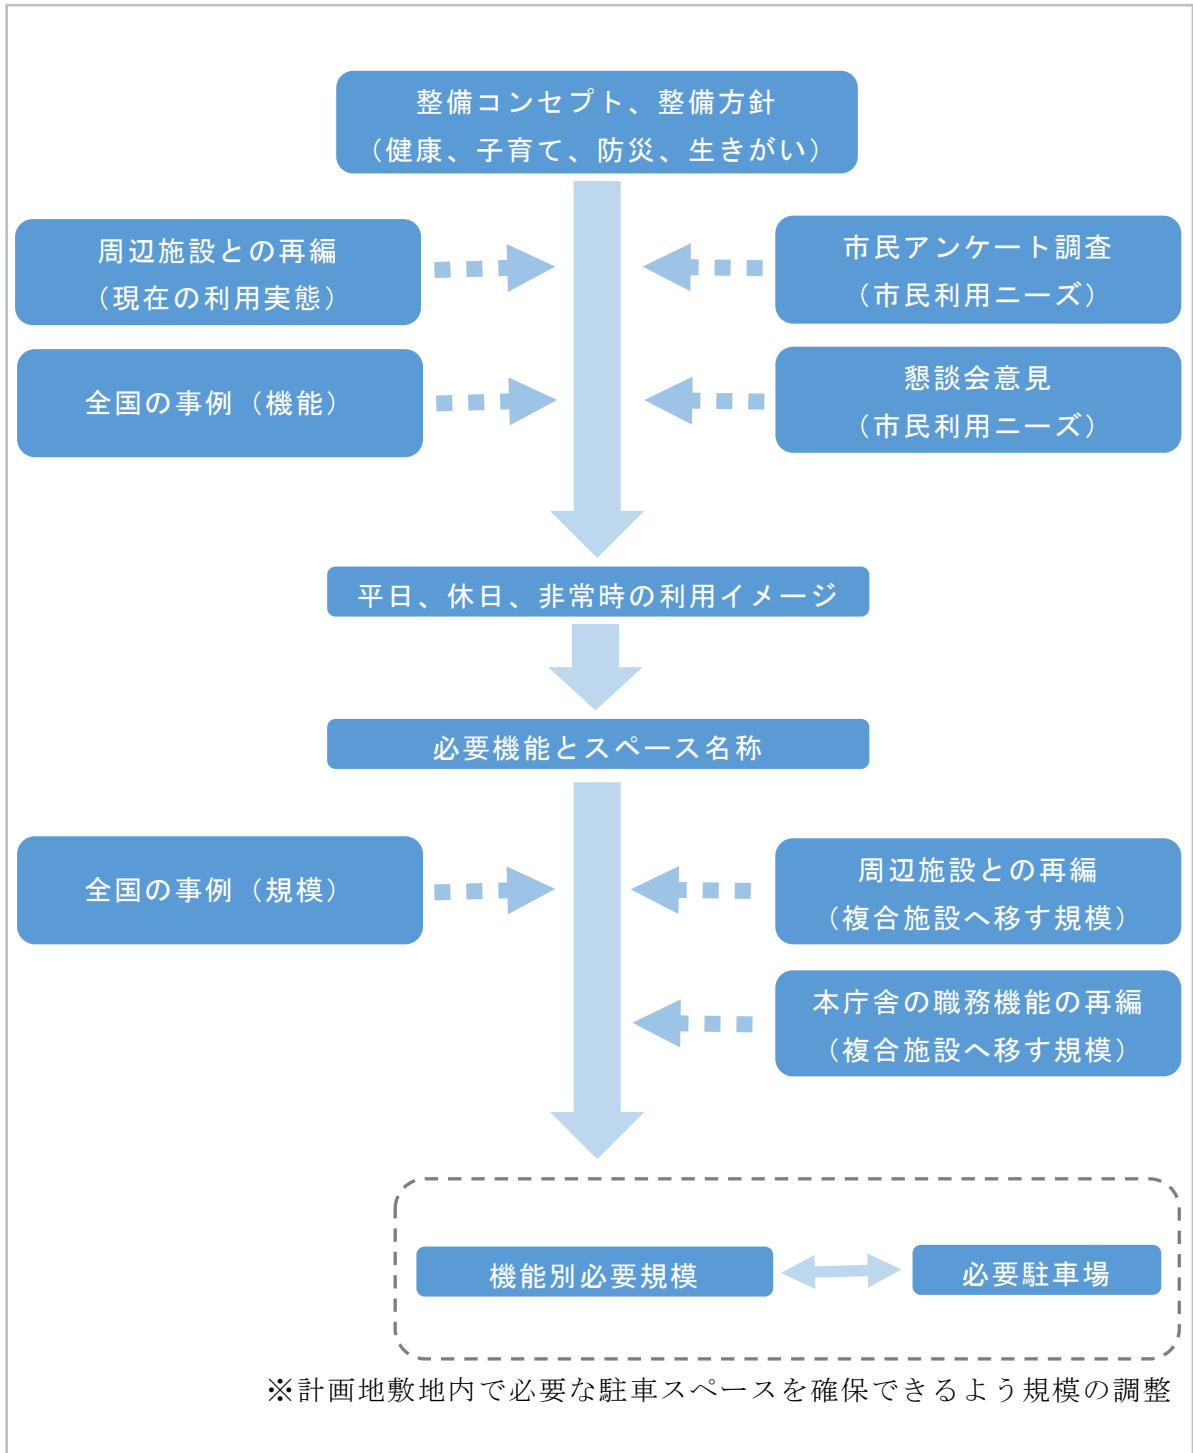 整備コンセプト、整備方針
（健康、子育て、防災、生きがい）
周辺施設との再編
（現在の利用実態）
市民アンケート調査
（市民利用ニーズ）
全国の事例（機能）
懇談会意見
（市民利用ニーズ）
平日、休日、非常時の利用イメージ
必要機能とスペース名称
全国の事例（規模）
周辺施設との再編
（複合施設へ移す規模）
本庁舎の職務機能の再編
（複合施設へ移す規模）
機能別必要規模
必要駐車場
※計画地敷地内で必要な駐車スペースを確保できるよう規模の調整